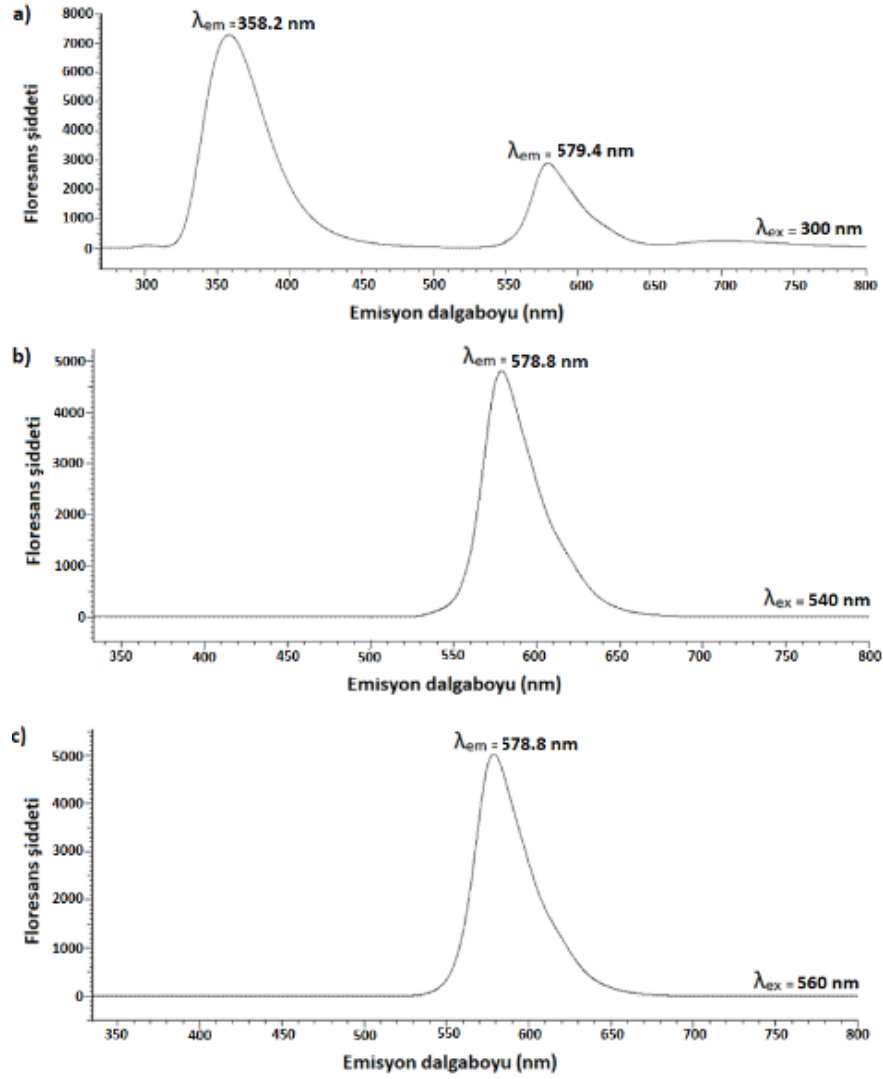 a)
λem = 358.2 nm
8000
7000
6000
5000
4000
3000
2000
1000
0
Floresans şiddeti
λem = 579.4 nm
λex = 300 nm
300 350 400 450 500 550 600 650 700 750 800
Emisyon dalgaboyu (nm)
b)
λem = 578.8 nm
5000
4000
3000
2000
1000
0
Floresans şiddeti
λex = 540 nm
350 400 450 500 550 600 650 700 750 800
Emisyon dalgaboyu (nm)
c)
λem = 578.8 nm
5000
4000
3000
2000
1000
0
Floresans şiddeti
λex = 560 nm
350 400 450 500 550 600 650 700 750 800
Emisyon dalgaboyu (nm)